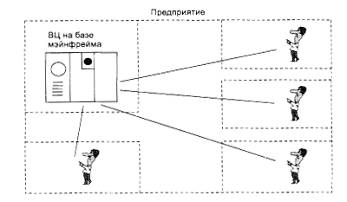 Предприятие
ВЦ на базе
мэйнфрейма